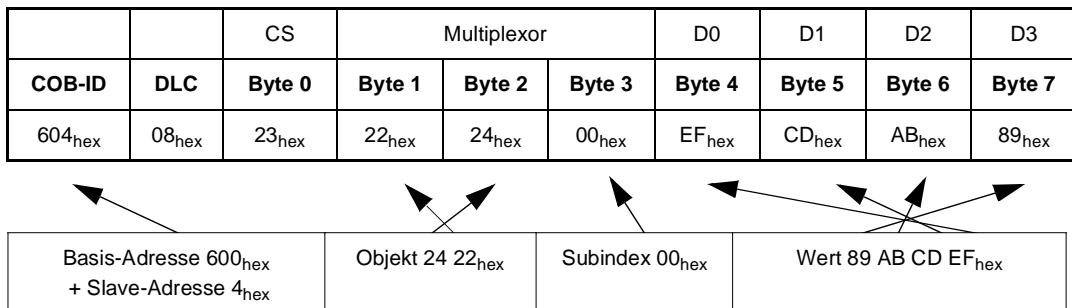 CS Multiplexor D0 D1 D2 D3
COB-ID DLC Byte 0 Byte 1 Byte 2 Byte 3 Byte 4 Byte 5 Byte 6 Byte 7
604hex 08hex 23hex 22hex 24hex 00hex EFhex CDhex ABhex 89hex
Basis-Adresse 600hex
+ Slave-Adresse 4hex
Objekt 24 22hex
Subindex 00hex
Wert 89 AB CD EFhex